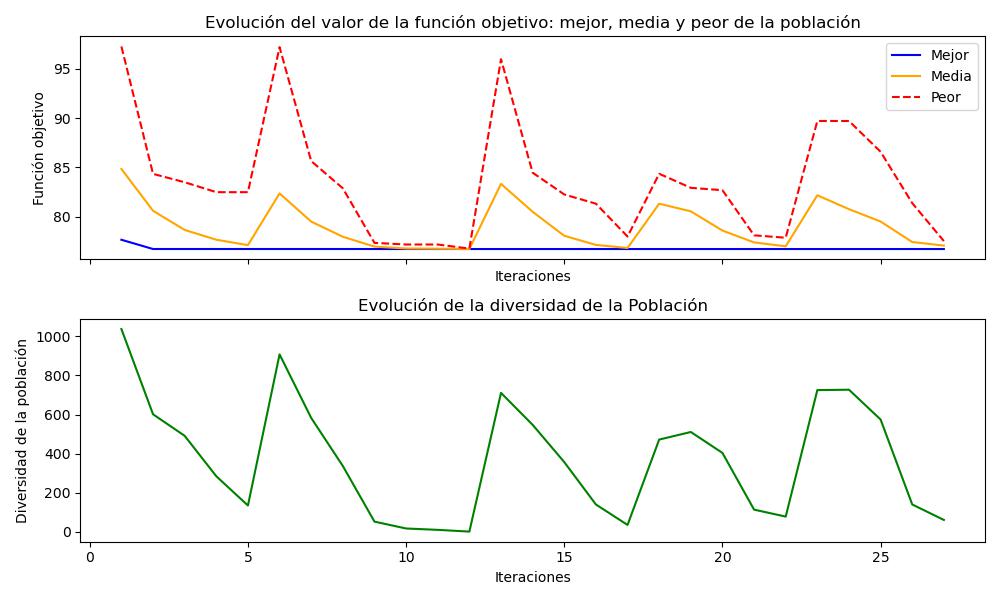 Evolución del valor de la función objetivo: mejor, media y peor de la población
Función objetivo
95
90
85
80
Mejor
Media
Peor
Iteraciones
Evolución de la diversidad de la Población
Diversidad de la población
1000
800
600
400
200
0
0 5 10 15 20 25
Iteraciones